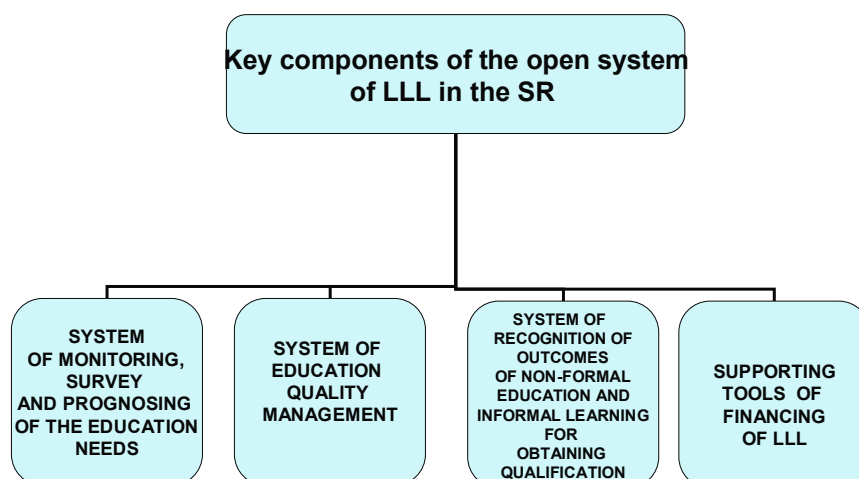 Key components of the open system
of LLL in the SR
SYSTEM
OF MONITORING,
SURVEY
AND PROGNOSING
OF THE EDUCATION
NEEDS
SYSTEM OF
EDUCATION
QUALITY
MANAGEMENT
SYSTEM OF
RECOGNITION OF
OUTCOMES
OF NON-FORMAL
EDUCATION AND
INFORMAL LEARNING
FOR
OBTAINING
QUALIFICATION
SUPPORTING
TOOLS OF
FINANCING
OF LLL